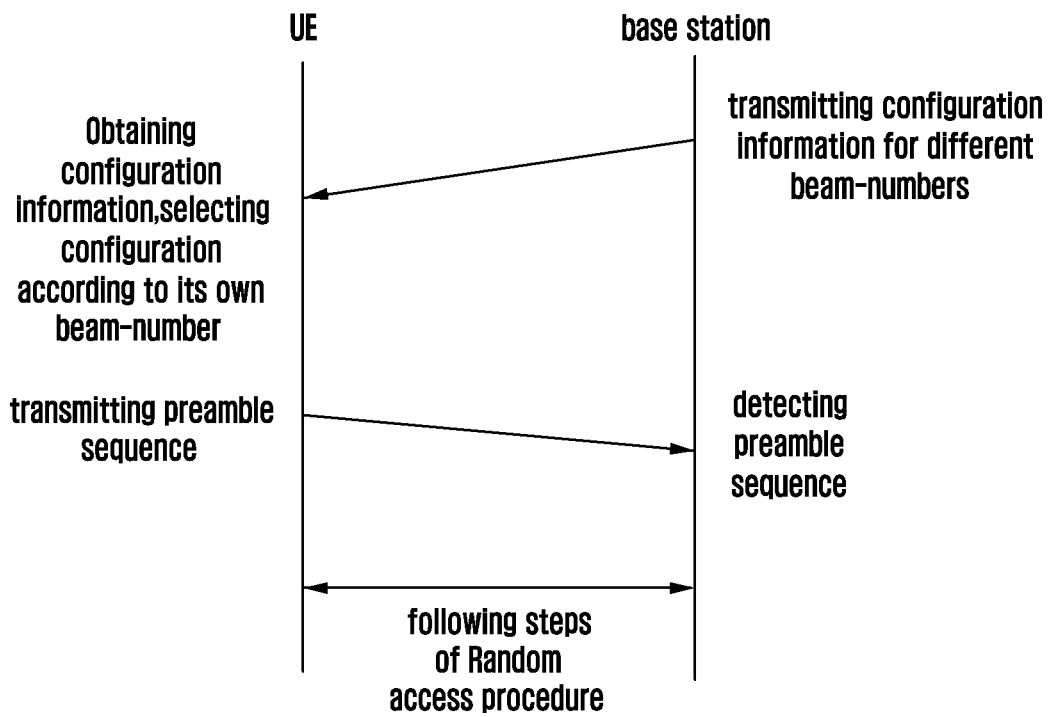 UE
base station
transmitting configuration
information for different
beam-numbers
Obtaining
configuration
information,selecting
configuration
according to its own
beam-number
transmitting preamble
sequence
detecting
preamble
sequence
following steps
of Random
access procedure